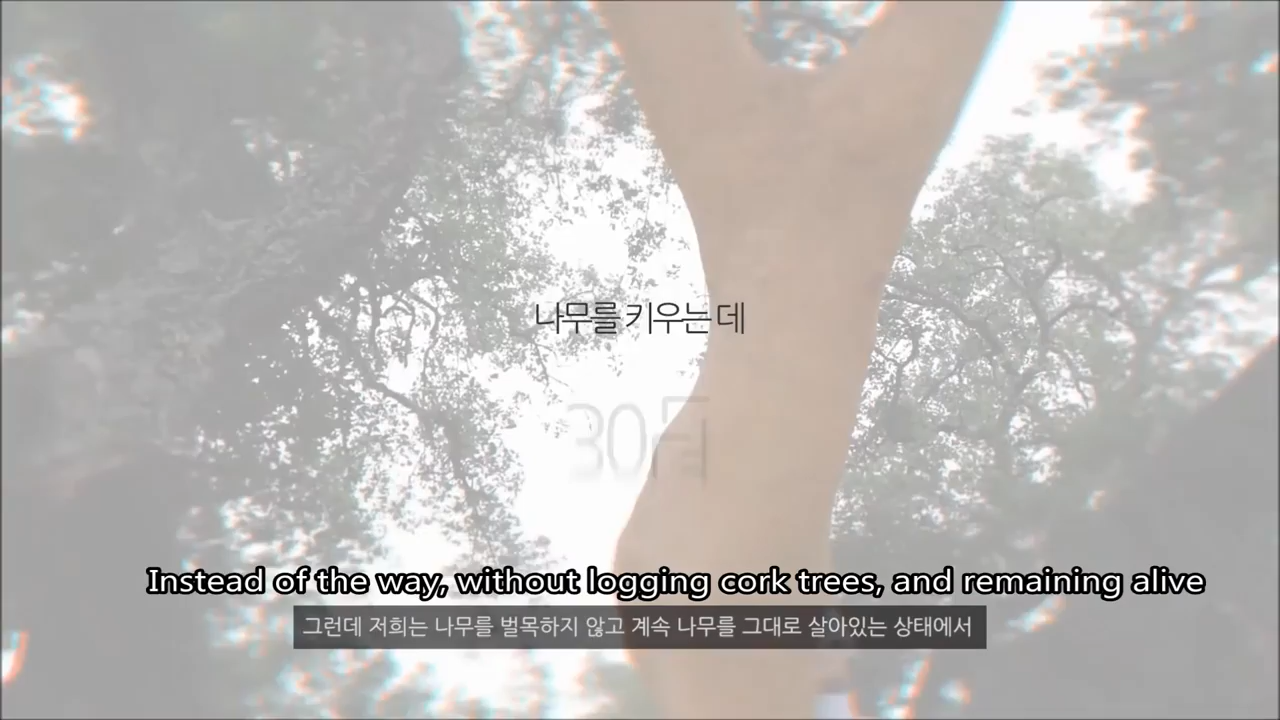 나무를 키우는 데
30년
Instead of the way, without logging cork trees, and remaining alive
그런데 저희는 나무를 벌목하지 않고 계속 나무를 그대로 살아있는 상태에서